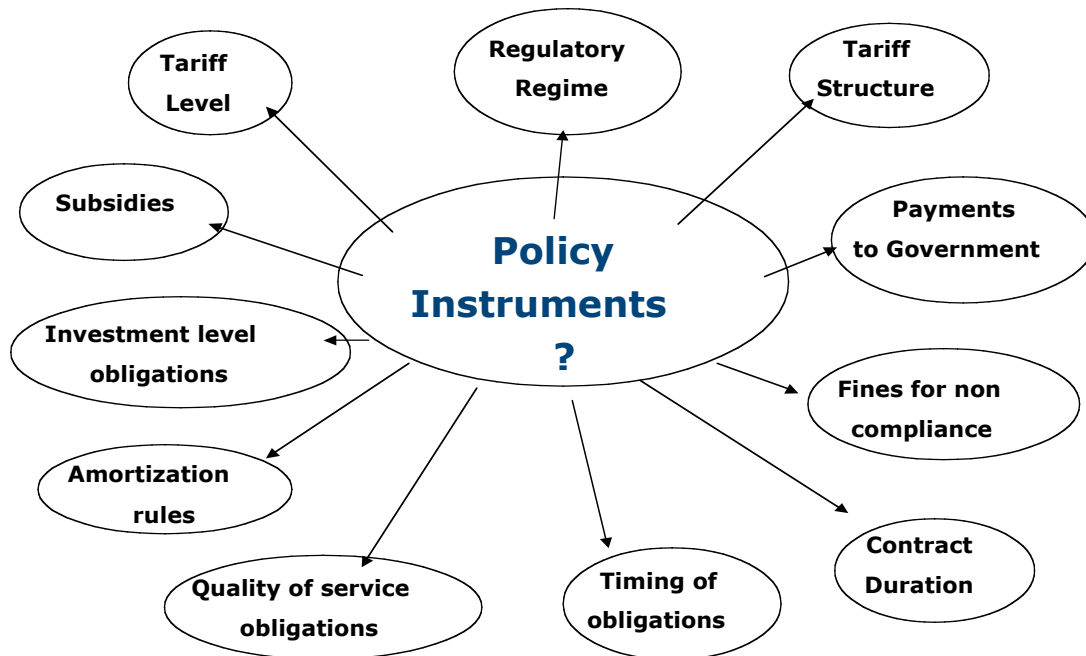 Tariff
Level
Regulatory
Regime
Tariff
Structure
Subsidies
Payments
to Government
Policy
Instruments
?
Investment level
obligations
Fines for non
compliance
Amortization
rules
Contract
Duration
Quality of service
obligations
Timing of
obligations